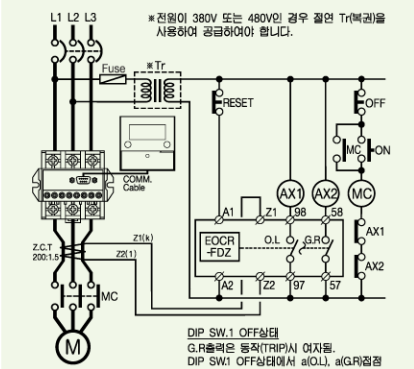 L1 L2 L3
※전원이 380V 또는 480V인 경우 절연 Tr(복권)을
사용하여 공급하여야 합니다.
Fuse
※Tr
RESET
OFF
MC
ON
COMM.
Cable
AX1
AX2
MC
A1
Z1
98
58
AX1
EOCR
-FDZ
O.L
G.R
Z.C.T
200:1.5
Z1(k)
Z2(1)
AX2
A2
Z2
97
57
MC
M
DIP SW.1 OFF상태
G.R출력은 동작(TRIP)시 여자됨.
DIP SW.1 OFF상태에서 a(O.L), a(G.R)접점